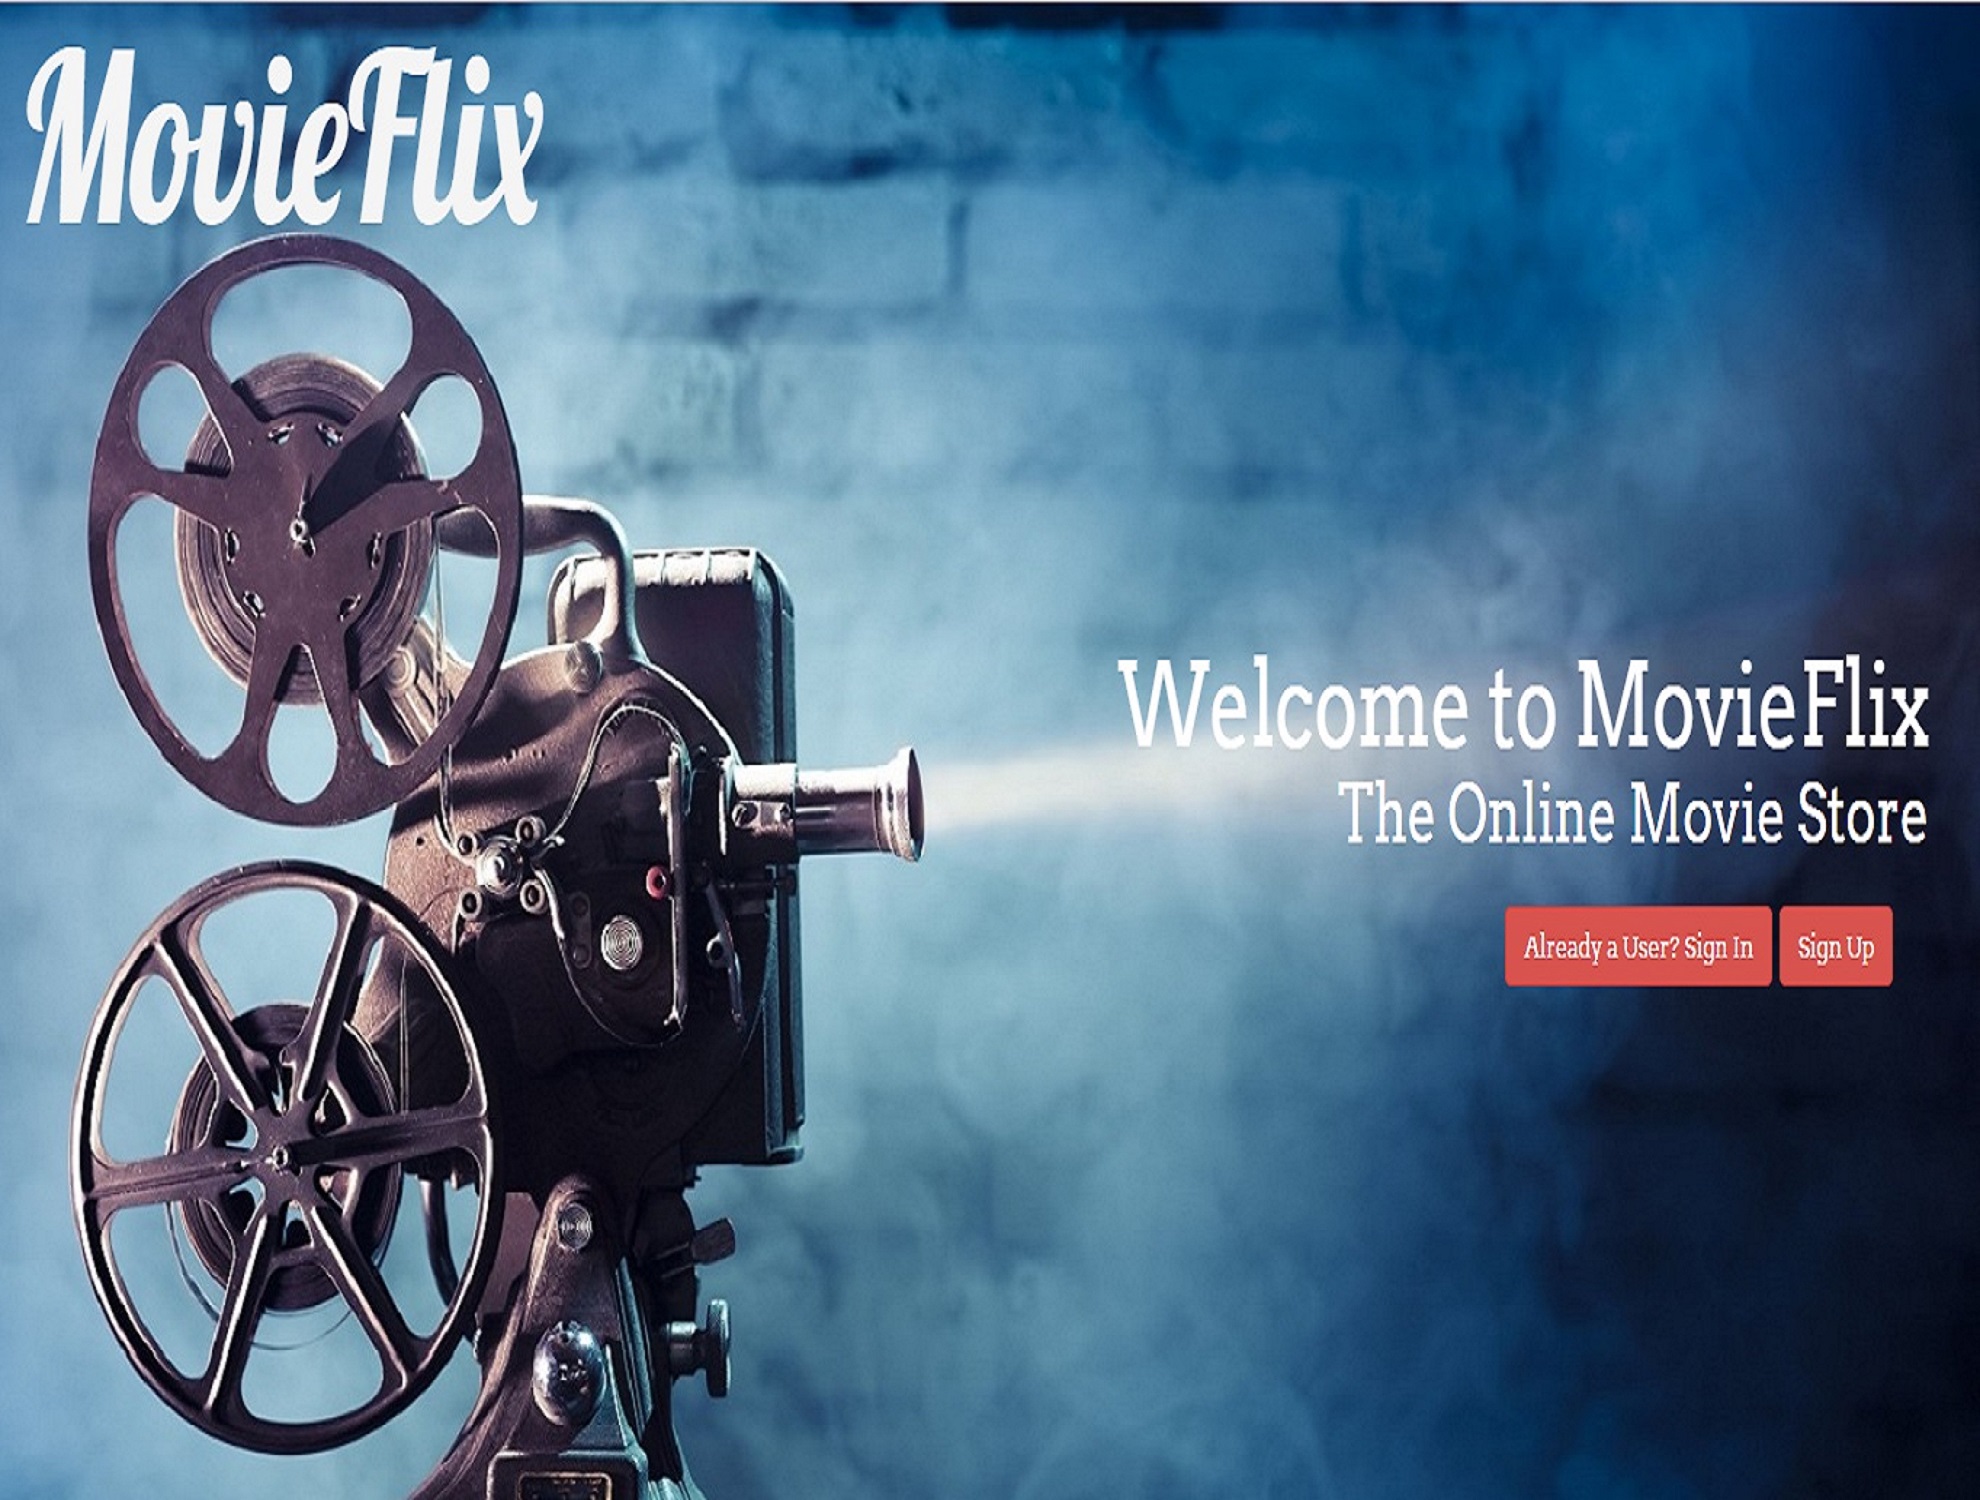 MovieFlix
Welcome to MovieFlix
The Online Movie Store
Already a User? Sign In
Sign Up